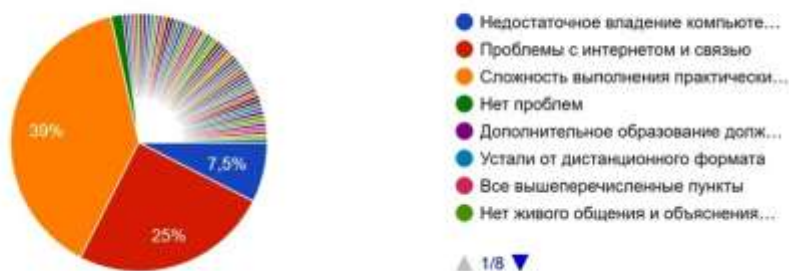 39%
7,5%
25%
Недостаточное владение компьюте...
Проблемы с интернетом и связью
Сложность выполнения практически...
Нет проблем
Дополнительное образование долж...
Устали от дистанционного формата
Все вышеперечисленные пункты
Нет живого общения и объяснения...
1/8